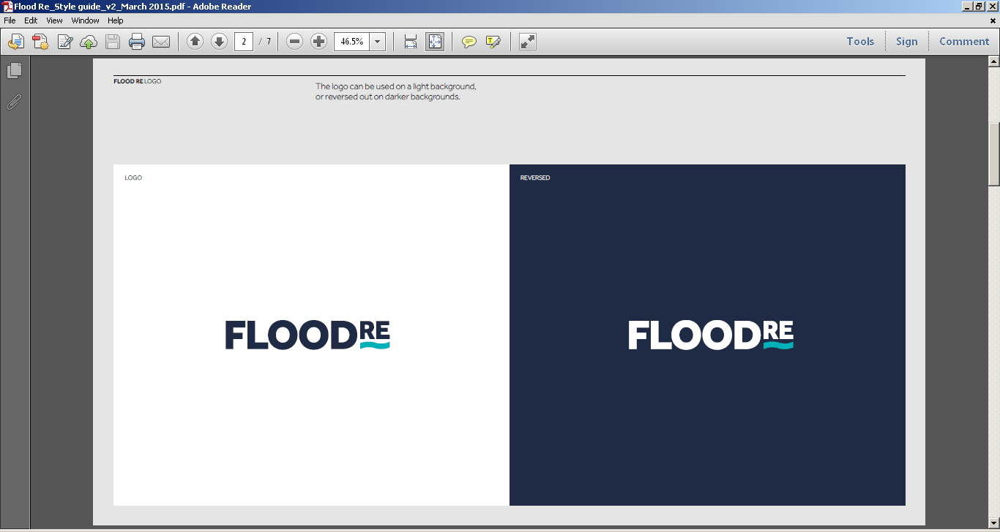 Flood Re_Style guide_v2_March 2015.pdf - Adobe Reader
File Edit View Window Help
2 / 7 46.5% Tools Sign Comment
FLOOD RE LOGO
The logo can be used on a light background,
or reversed out on darker backgrounds.
LOGO
REVERSED
FLOODRE
FLOODRE